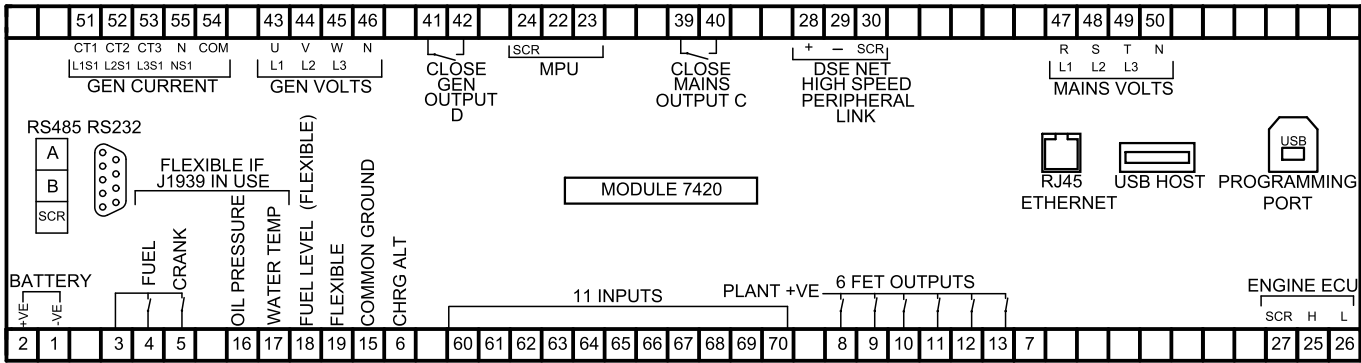 51 52 53 55 54 43 44 45 46 41 42 24 22 23 39 40 28 29 30 47 48 49 50
CT1 CT2 CT3 N COM
L1S1 L2S1 L3S1 NS1
GEN CURRENT
U V W N
L1 L2 L3
GEN VOLTS
CLOSE
GEN
OUTPUT
D
SCR
MPU
CLOSE
MAINS
OUTPUT C
+ − SCR
DSE NET
HIGH SPEED
PERIPHERAL
LINK
R S T N
L1 L2 L3
MAINS VOLTS
RS485 RS232
A
B
SCR
FLEXIBLE IF
J1939 IN USE
MODULE 7420
RJ45
ETHERNET
USB HOST
USB
PROGRAMMING
PORT
BATTERY
+VE
-VE
FUEL
CRANK
OIL PRESSURE
WATER TEMP
FUEL LEVEL (FLEXIBLE)
FLEXIBLE
COMMON GROUND
CHRG ALT
11 INPUTS
PLANT +VE
6 FET OUTPUTS
ENGINE ECU
SCR H L
2 1 3 4 5 16 17 18 19 15 6 60 61 62 63 64 65 66 67 68 69 70 8 9 10 11 12 13 7 27 25 26